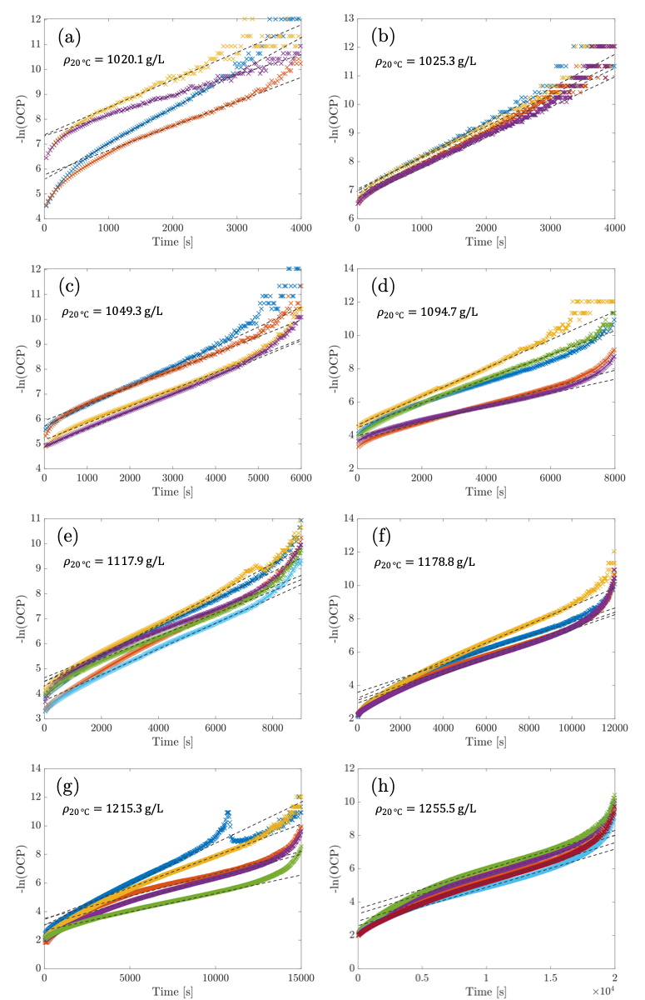 (a)
ρ20 °C = 1020.1 g/L
12
11
10
9
8
7
6
5
4
-ln(OCP)
0 1000 2000 3000 4000
Time [s]
(b)
ρ20 °C = 1025.3 g/L
13
12
11
10
9
8
7
6
-ln(OCP)
0 1000 2000 3000 4000
Time [s]
(c)
ρ20 °C = 1049.3 g/L
12
11
10
9
8
7
6
5
4
-ln(OCP)
0 1000 2000 3000 4000 5000 6000
Time [s]
(d)
ρ20 °C = 1094.7 g/L
14
12
10
8
6
4
2
-ln(OCP)
0 2000 4000 6000 8000
Time [s]
(e)
ρ20 °C = 1117.9 g/L
11
10
9
8
7
6
5
4
3
-ln(OCP)
0 2000 4000 6000 8000
Time [s]
(f)
ρ20 °C = 1178.8 g/L
14
12
10
8
6
4
2
-ln(OCP)
0 2000 4000 6000 8000 10000 12000
Time [s]
(g)
ρ20 °C = 1215.3 g/L
14
12
10
8
6
4
2
0
-ln(OCP)
0 5000 10000 15000
Time [s]
(h)
ρ20 °C = 1255.5 g/L
12
10
8
6
4
2
0
-ln(OCP)
0 0.5 1 1.5 2
Time [s]
×10⁴